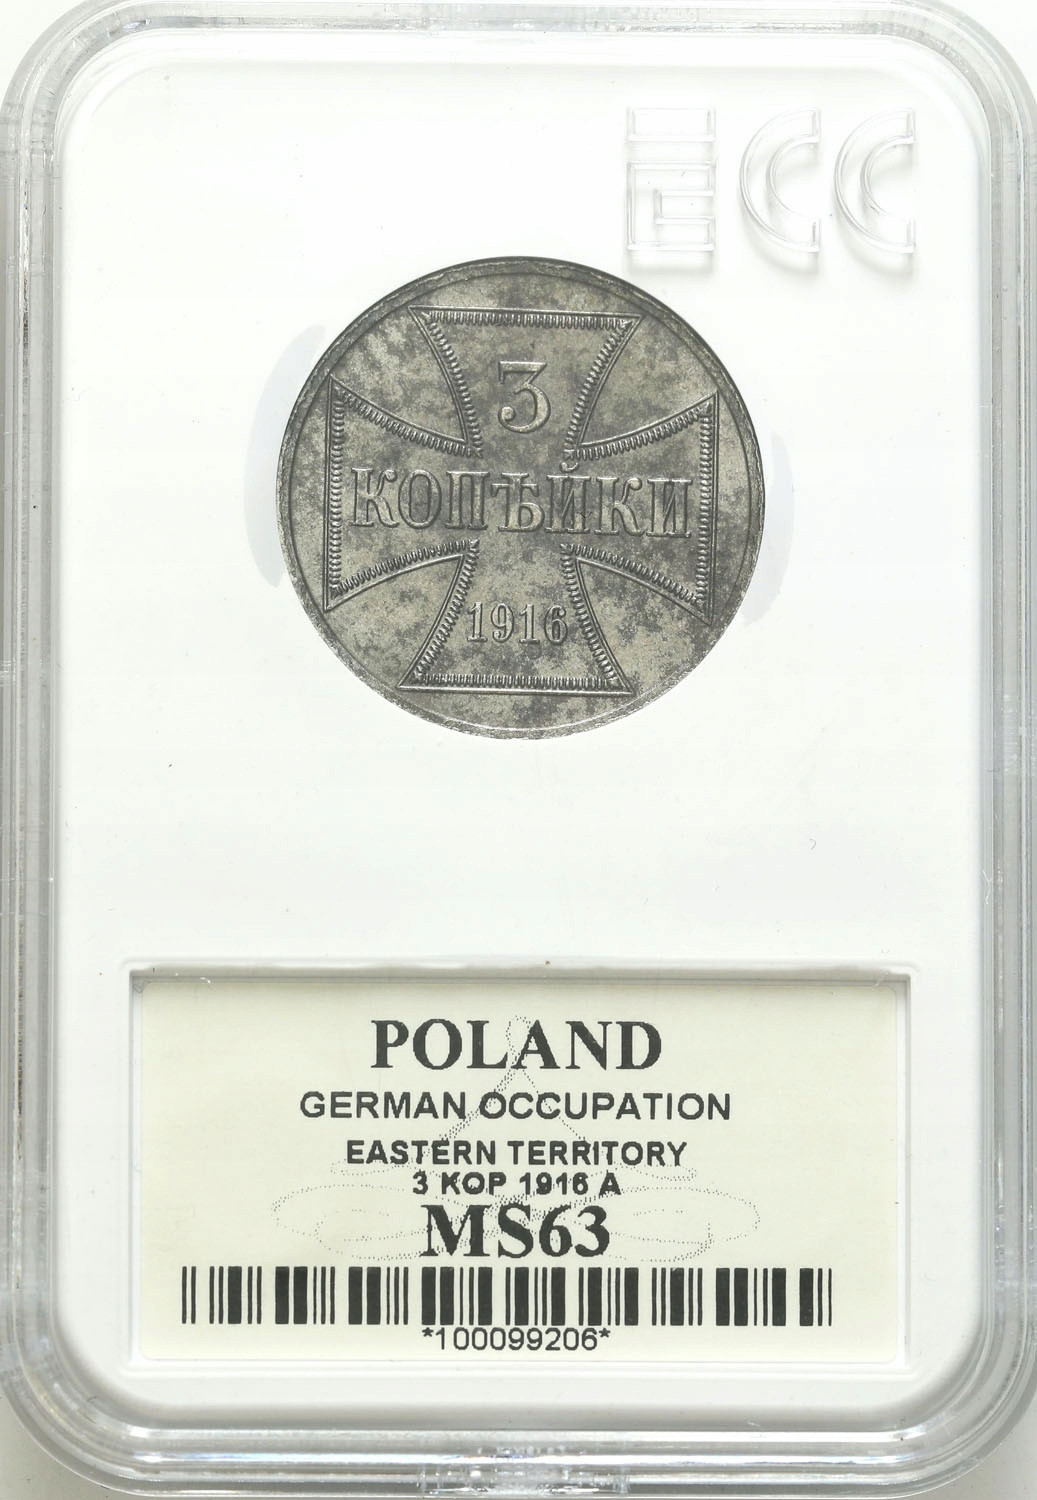 ECC
3
КОПѢЙКИ
1916
POLAND
GERMAN OCCUPATION
EASTERN TERRITORY
3 KOP 1916 A
MS63
*100099206*